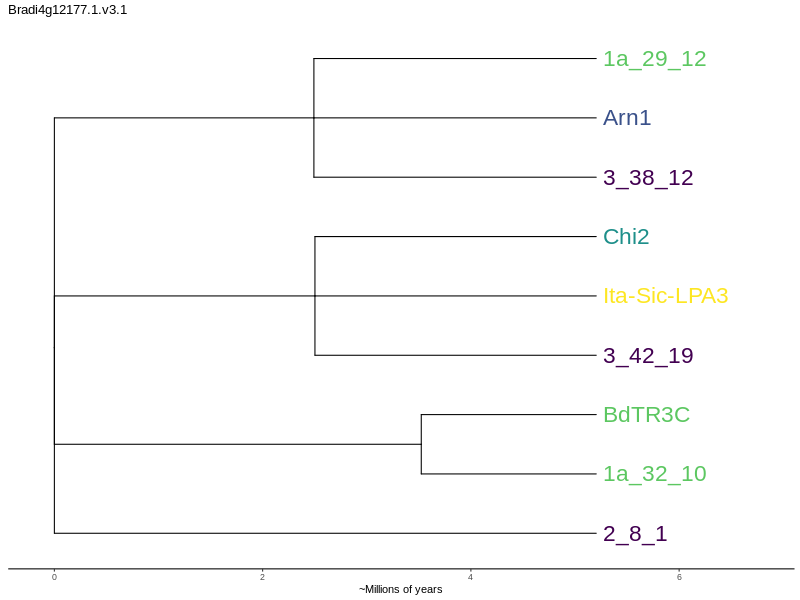 Bradi4g12177.1.v3.1
1a_29_12
Arn1
3_38_12
Chi2
Ita-Sic-LPA3
3_42_19
BdTR3C
1a_32_10
2_8_1
0 2 4 6
~Millions of years